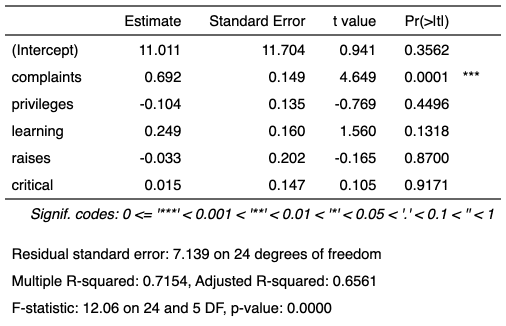 Estimate Standard Error t value Pr(>|t|)
(Intercept) 11.011 11.704 0.941 0.3562
complaints 0.692 0.149 4.649 0.0001 ***
privileges -0.104 0.135 -0.769 0.4496
learning 0.249 0.160 1.560 0.1318
raises -0.033 0.202 -0.165 0.8700
critical 0.015 0.147 0.105 0.9171
Signif. codes: 0 <= '***' < 0.001 < '**' < 0.01 < '*' < 0.05 < '.' < 0.1 < '' < 1
Residual standard error: 7.139 on 24 degrees of freedom
Multiple R-squared: 0.7154, Adjusted R-squared: 0.6561
F-statistic: 12.06 on 24 and 5 DF, p-value: 0.0000